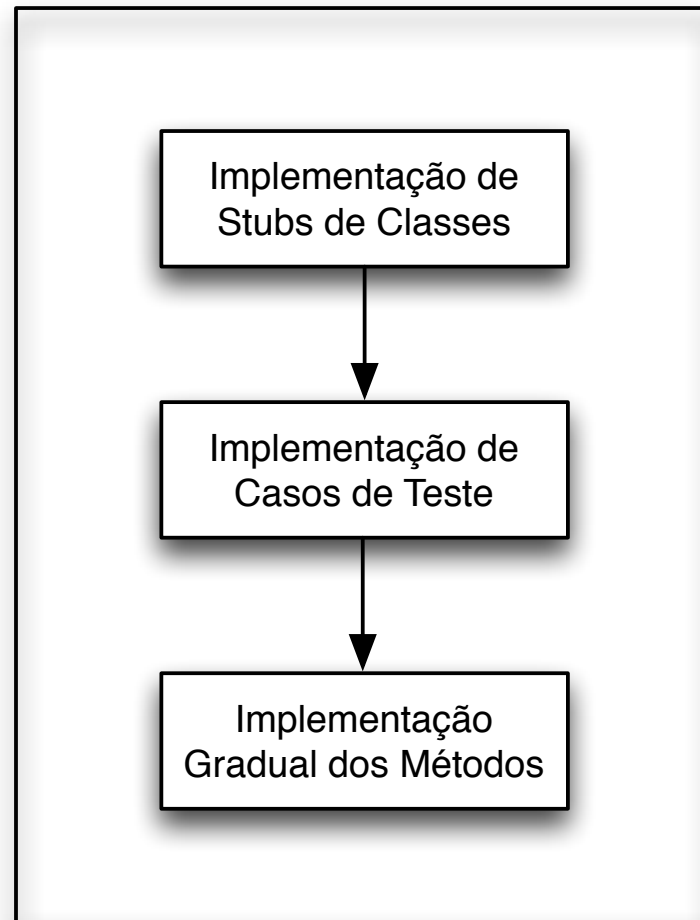 Implementação de
Stubs de Classes
Implementação de
Casos de Teste
Implementação
Gradual dos Métodos